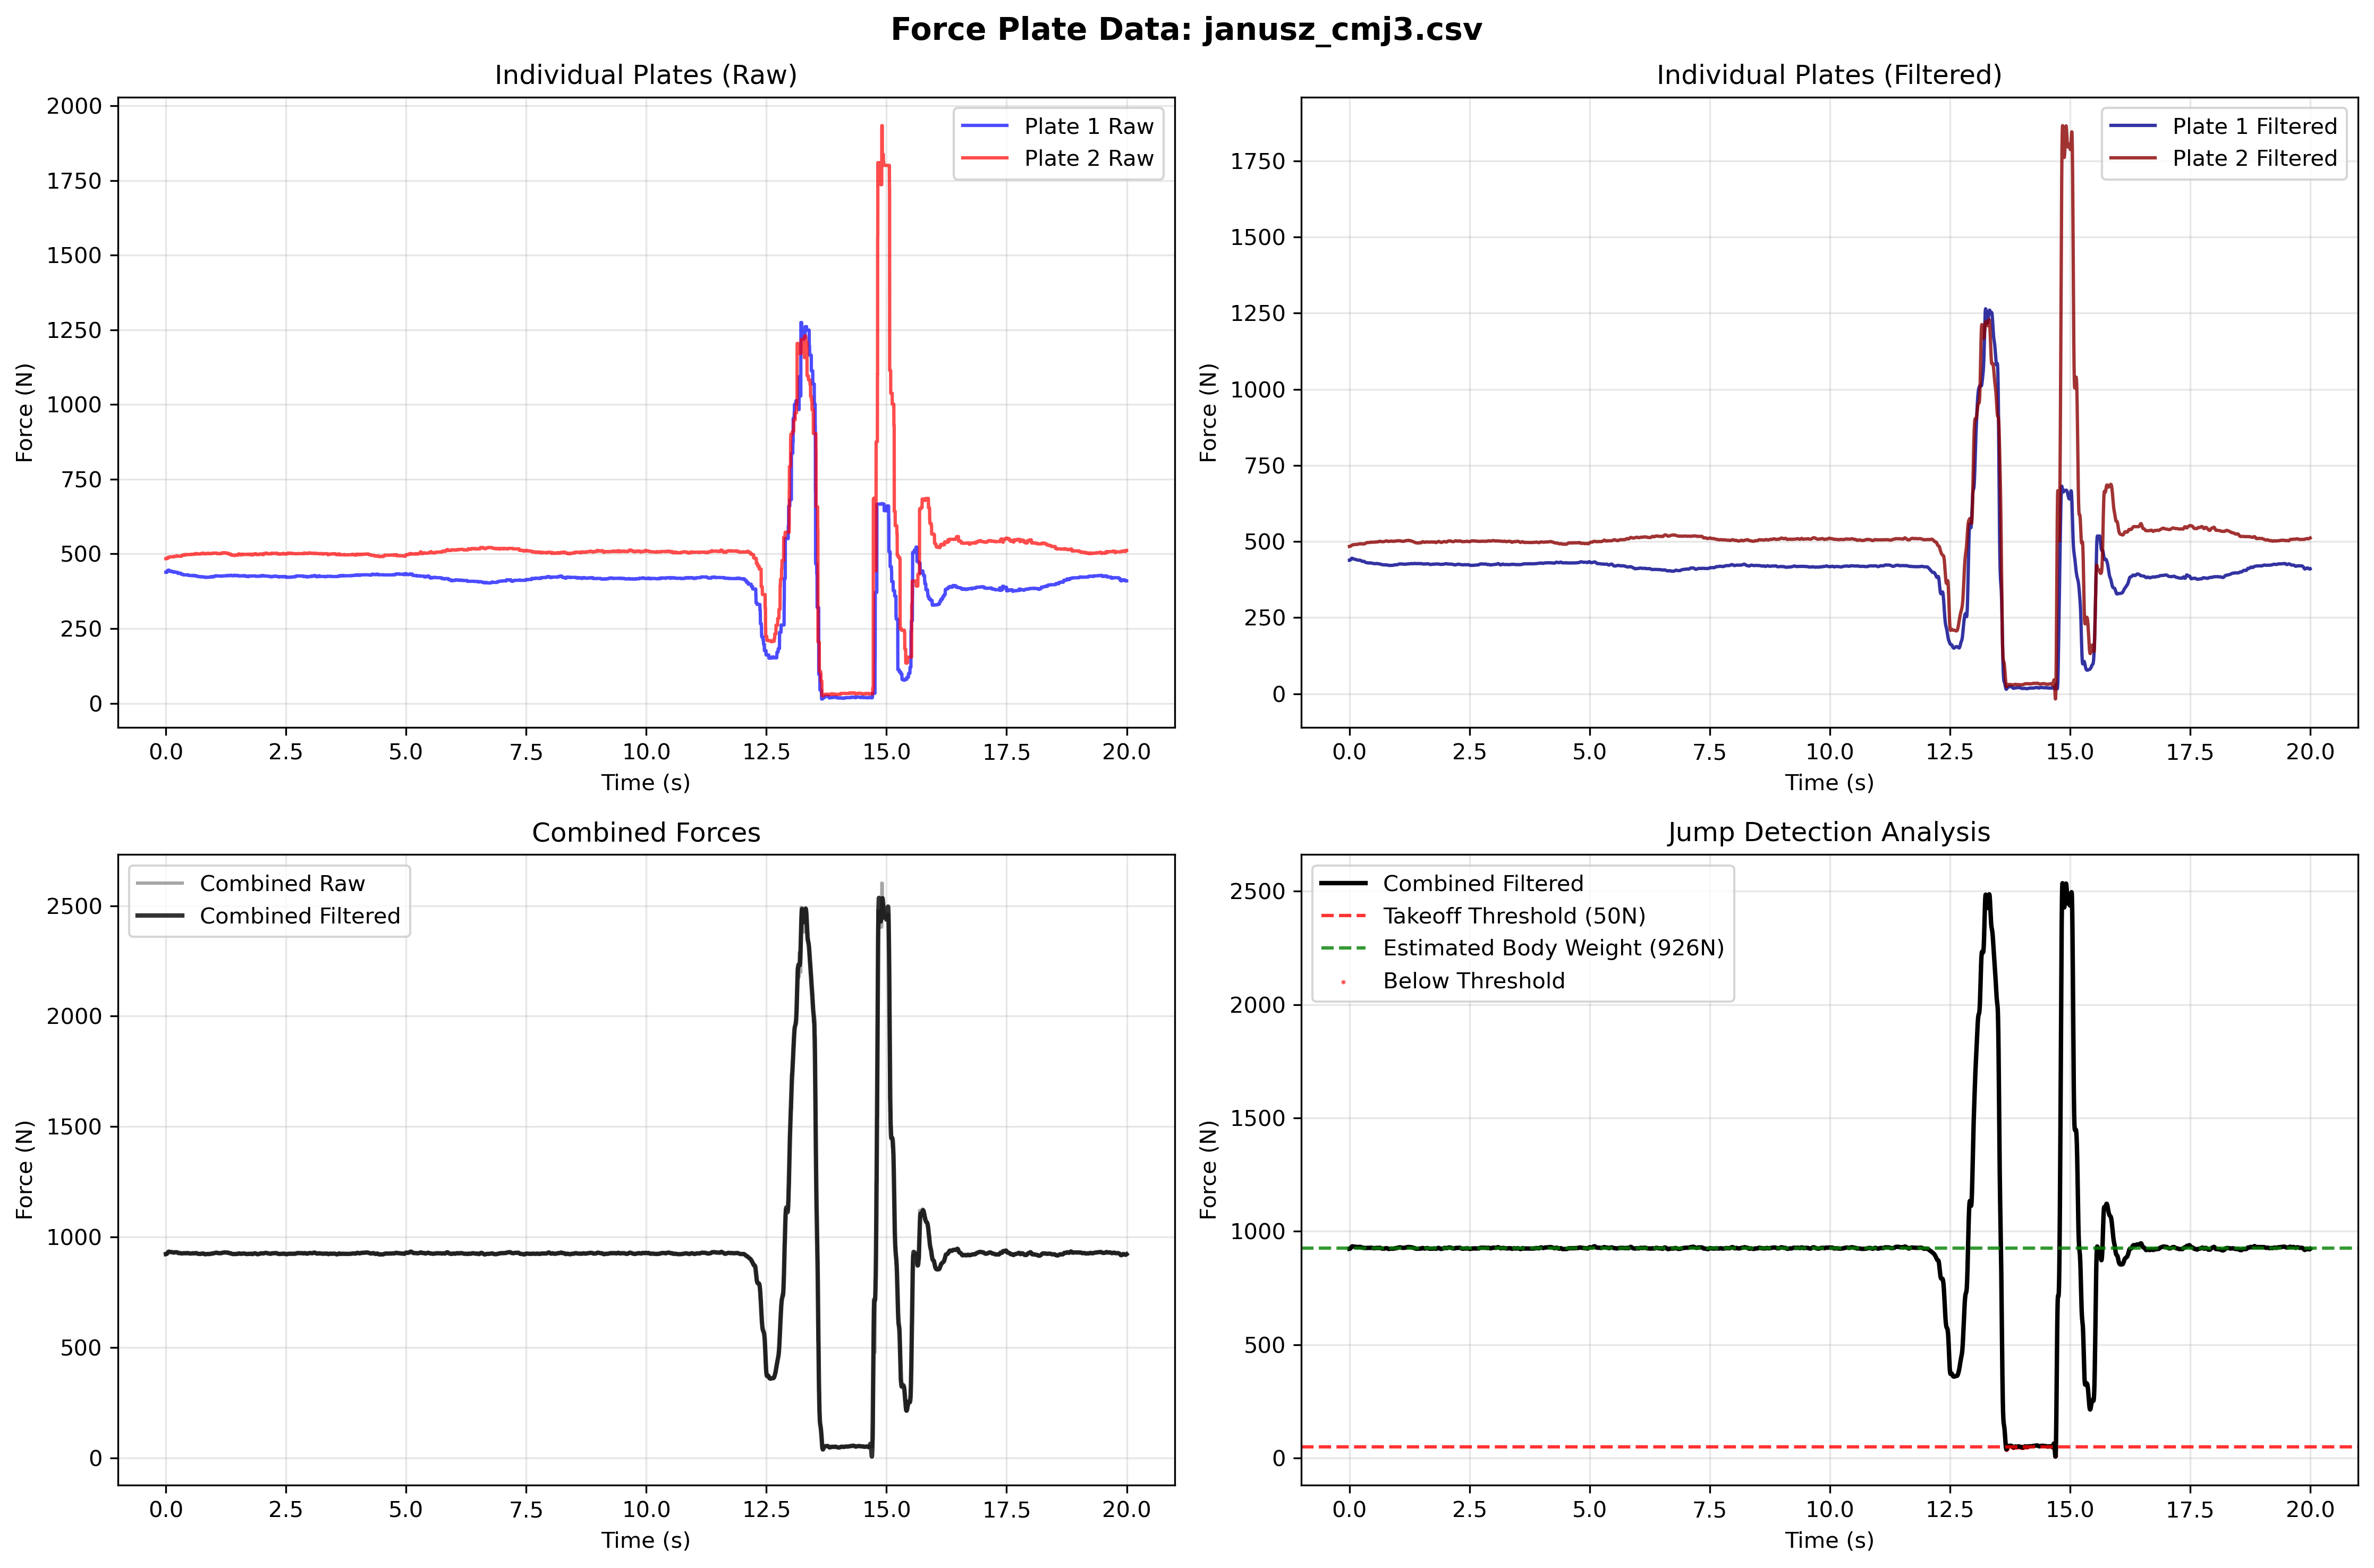 Force Plate Data: janusz_cmj3.csv
Individual Plates (Raw)
2000
1750
1500
1250
1000
750
500
250
0
Force (N)
Plate 1 Raw
Plate 2 Raw
0.0 2.5 5.0 7.5 10.0 12.5 15.0 17.5 20.0
Time (s)
Individual Plates (Filtered)
1750
1500
1250
1000
750
500
250
0
Force (N)
Plate 1 Filtered
Plate 2 Filtered
0.0 2.5 5.0 7.5 10.0 12.5 15.0 17.5 20.0
Time (s)
Combined Forces
2500
2000
1500
1000
500
0
Force (N)
Combined Raw
Combined Filtered
0.0 2.5 5.0 7.5 10.0 12.5 15.0 17.5 20.0
Time (s)
Jump Detection Analysis
2500
2000
1500
1000
500
0
Force (N)
Combined Filtered
Takeoff Threshold (50N)
Estimated Body Weight (926N)
Below Threshold
0.0 2.5 5.0 7.5 10.0 12.5 15.0 17.5 20.0
Time (s)